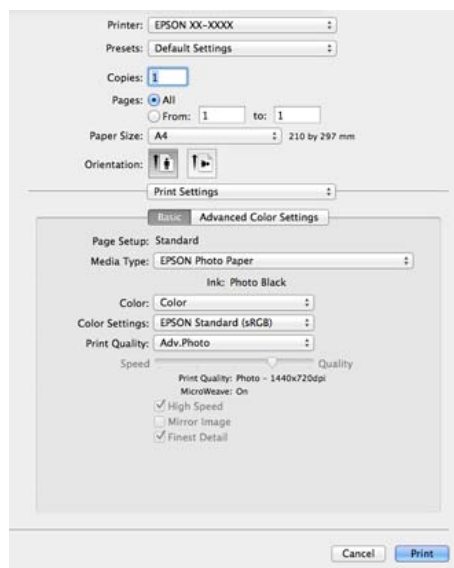 Printer: EPSON XX-XXXX
Presets: Default Settings
Copies: 1
Pages: All
From: 1 to: 1
Paper Size: A4 210 by 297 mm
Orientation:
Print Settings
Basic Advanced Color Settings
Page Setup: Standard
Media Type: EPSON Photo Paper
Ink: Photo Black
Color: Color
Color Settings: EPSON Standard (sRGB)
Print Quality: Adv.Photo
Speed Quality
Print Quality: Photo - 1440x720dpi
MicroWeave: On
High Speed
Mirror Image
Finest Detail
Cancel Print